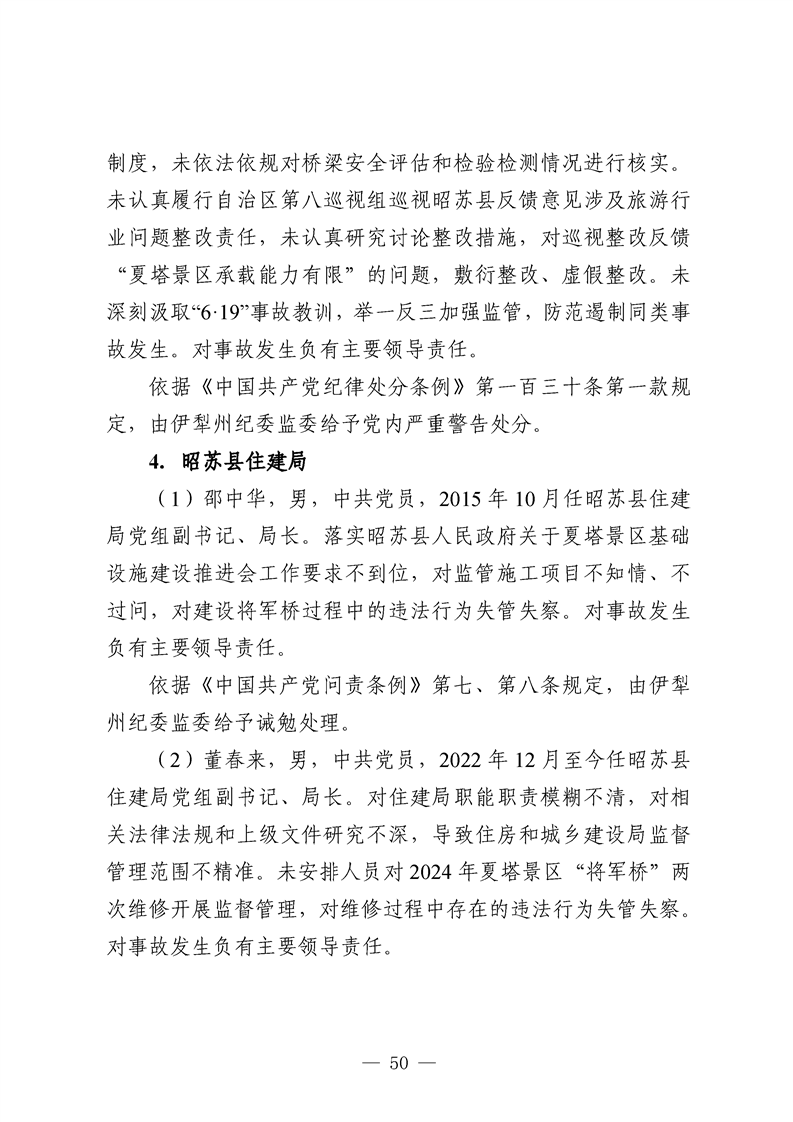 制度，未依法依规对桥梁安全评估和检验检测情况进行核实。
未认真履行自治区第八巡视组巡视昭苏县反馈意见涉及旅游行
业问题整改责任，未认真研究讨论整改措施，对巡视整改反馈
“夏塔景区承载能力有限”的问题，敷衍整改、虚假整改。未
深刻汲取“6·19”事故教训，举一反三加强监管，防范遏制同类事
故发生。对事故发生负有主要领导责任。
依据《中国共产党纪律处分条例》第一百三十条第一款规
定，由伊犁州纪委监委给予党内严重警告处分。
4. 昭苏县住建局
（1）邵中华，男，中共党员，2015 年 10 月任昭苏县住建
局党组副书记、局长。落实昭苏县人民政府关于夏塔景区基础
设施建设推进会工作要求不到位，对监管施工项目不知情、不
过问，对建设将军桥过程中的违法行为失管失察。对事故发生
负有主要领导责任。
依据《中国共产党问责条例》第七、第八条规定，由伊犁
州纪委监委给予诫勉处理。
（2）董春来，男，中共党员，2022 年 12 月至今任昭苏县
住建局党组副书记、局长。对住建局职能职责模糊不清，对相
关法律法规和上级文件研究不深，导致住房和城乡建设局监督
管理范围不精准。未安排人员对 2024 年夏塔景区“将军桥”两
次维修开展监督管理，对维修过程中存在的违法行为失管失察。
对事故发生负有主要领导责任。
— 50 —